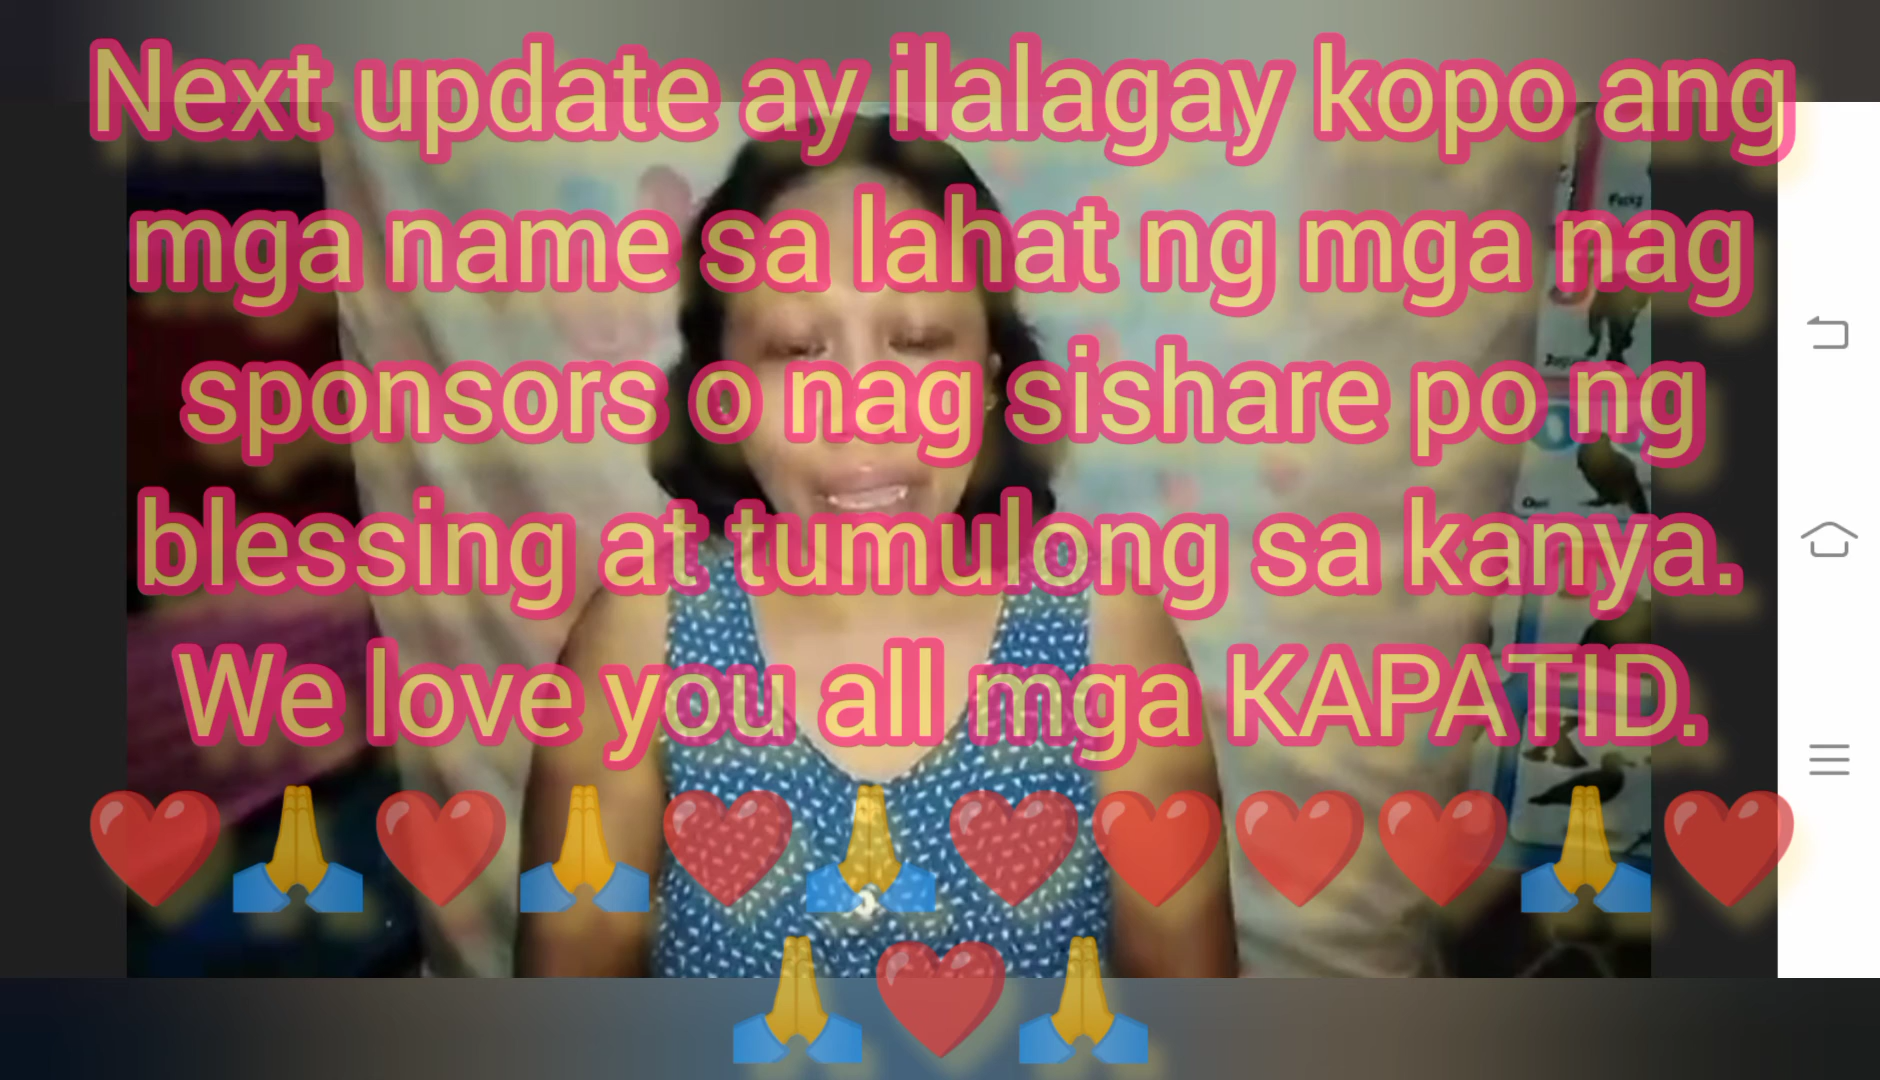 Next update ay ilalagay kopo ang
mga name sa lahat ng mga nag
sponsors o nag sishare po ng
blessing at tumulong sa kanya.
We love you all mga KAPATID.
❤️🙏❤️🙏❤️🙏❤️❤️❤️❤️🙏❤️
🙏❤️🙏